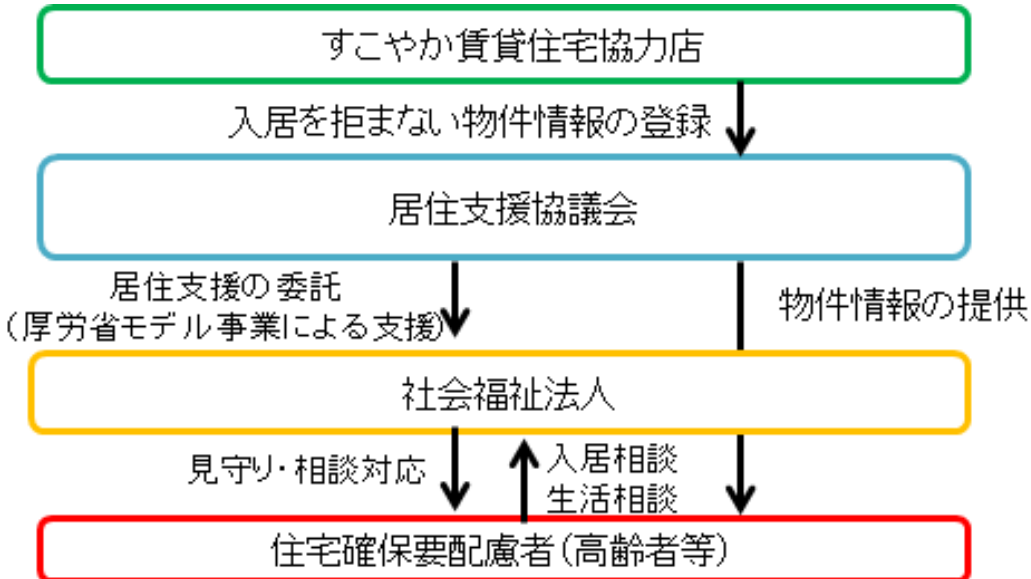 すこやか賃貸住宅協力店
入居を拒まない物件情報の登録
居住支援協議会
居住支援の委託
(厚労省モデル事業による支援)
物件情報の提供
社会福祉法人
見守り・相談対応
入居相談
生活相談
住宅確保要配慮者(高齢者等)